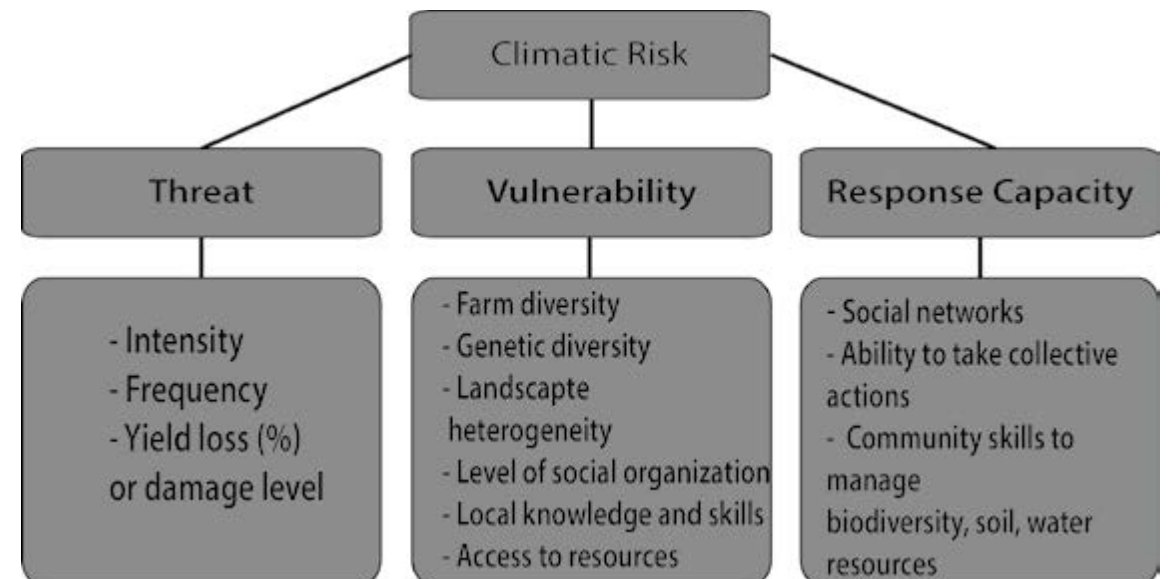 Climatic Risk
Threat
Vulnerability
Response Capacity
- Intensity
- Frequency
- Yield loss (%)
or damage level
- Farm diversity
- Genetic diversity
- Landscapte
heterogeneity
- Level of social organization
- Local knowledge and skills
- Access to resources
- Social networks
- Ability to take collective
actions
- Community skills to
manage
biodiversity, soil, water
resources